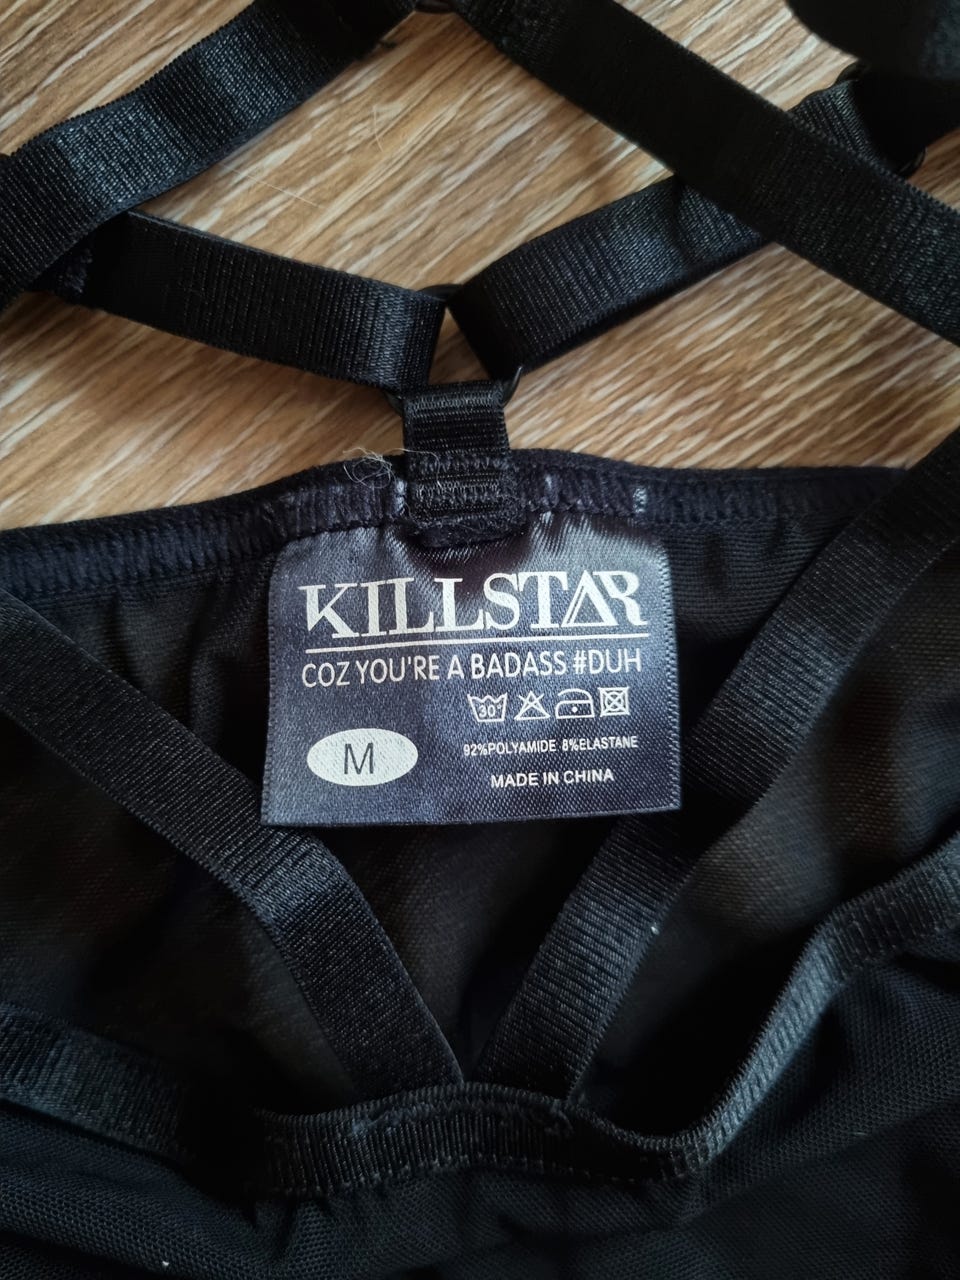 KILLSTAR
COZ YOU'RE A BADASS #DUH
30°
M
92%POLYAMIDE 8%ELASTANE
MADE IN CHINA